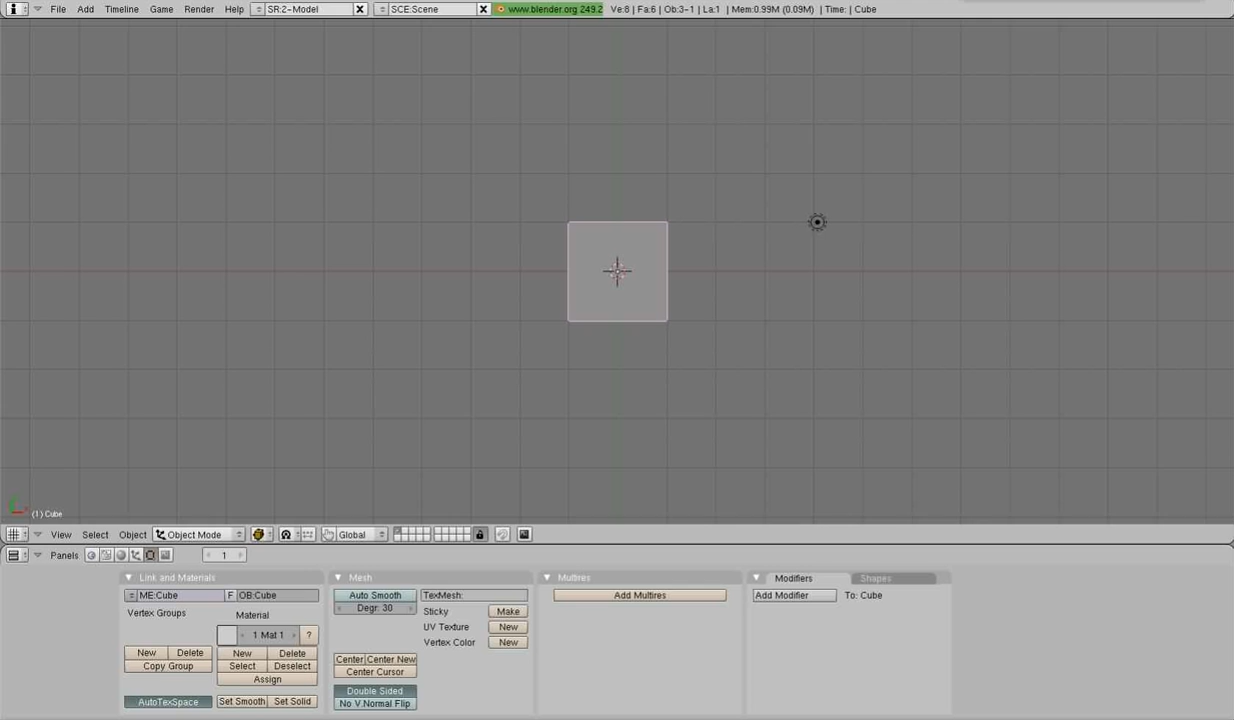 File Add Timeline Game Render Help SR:2-Model SCE:Scene www.blender.org 249.2 Ve:8 | Fa:6 | Ob:3-1 | La:1 | Mem:0.99M (0.09M) | Time: | Cube
(1) Cube
View Select Object Object Mode Global
Panels 1
Link and Materials Mesh Multires Modifiers Shapes
ME:Cube F OB:Cube Auto Smooth TexMesh: Add Multires Add Modifier To: Cube
Degr: 30
Vertex Groups Material Sticky Make
1 Mat 1 ? UV Texture New
Vertex Color New
New Delete New Delete Center Center New
Copy Group Select Deselect Center Cursor
Assign
Double Sided
AutoTexSpace Set Smooth Set Solid No V.Normal Flip